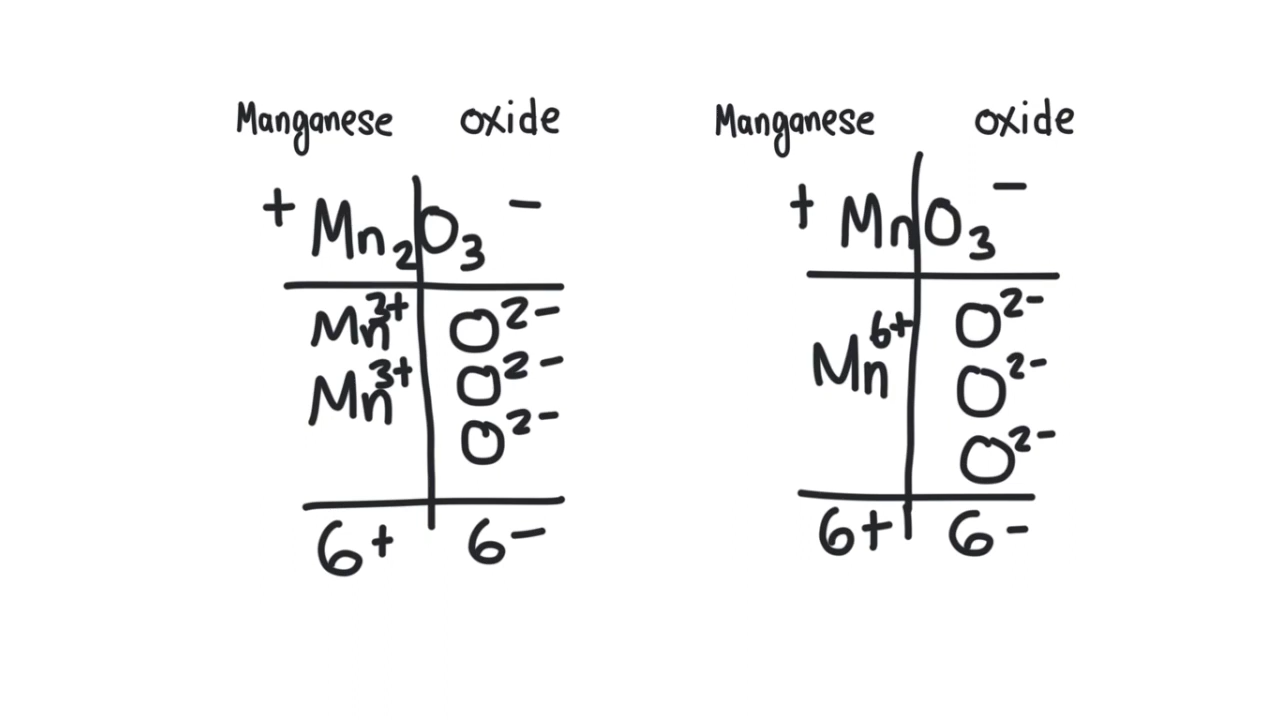 Manganese oxide
+ Mn₂O₃ −
Mn³⁺ O²⁻
Mn³⁺ O²⁻
O²⁻
6+ 6−
Manganese oxide
+ MnO₃ −
O²⁻
Mn⁶⁺ O²⁻
O²⁻
6+ 6−